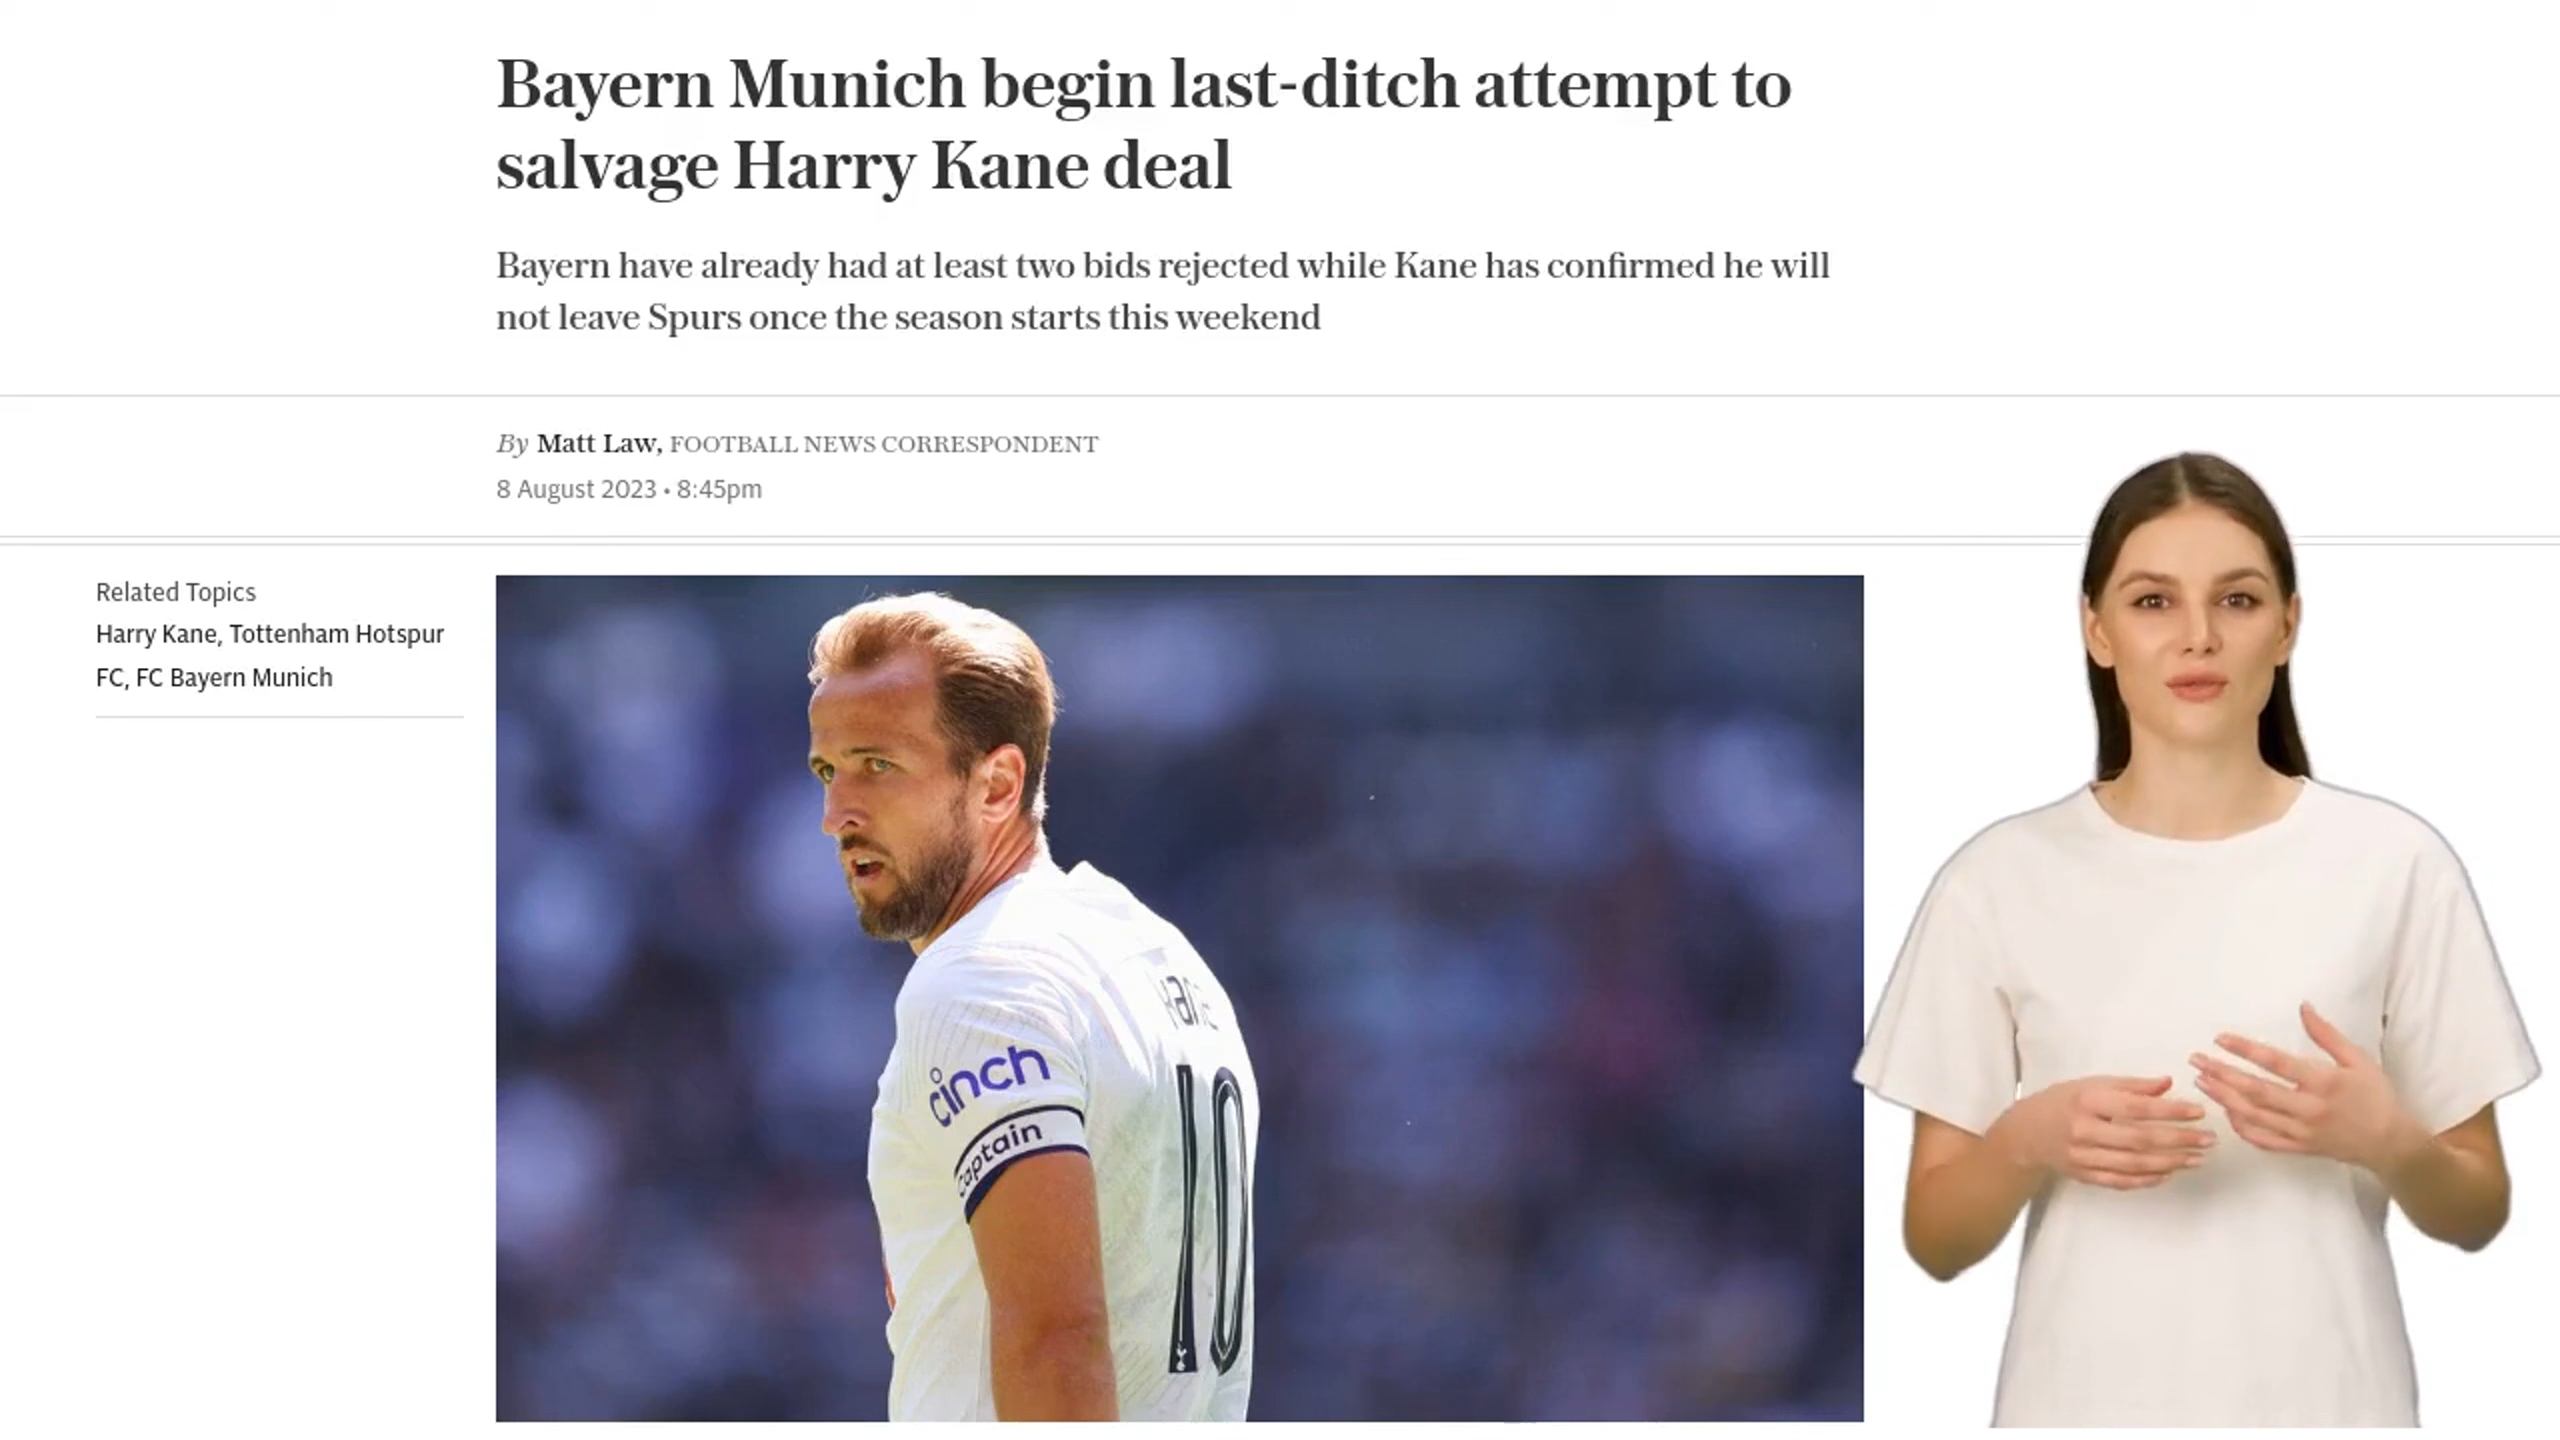 Bayern Munich begin last-ditch attempt to
salvage Harry Kane deal
Bayern have already had at least two bids rejected while Kane has confirmed he will
not leave Spurs once the season starts this weekend
By Matt Law, FOOTBALL NEWS CORRESPONDENT
8 August 2023 • 8:45pm
Related Topics
Harry Kane, Tottenham Hotspur
FC, FC Bayern Munich
Kane
cinch
Captain
10